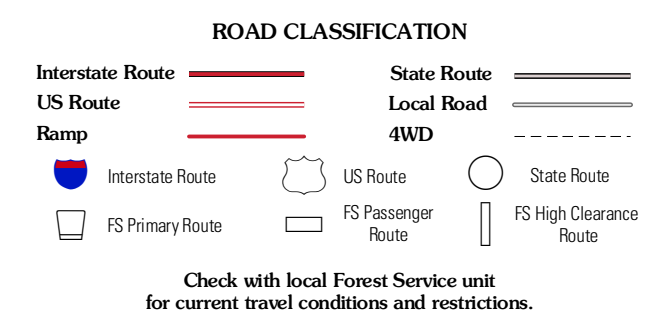 ROAD CLASSIFICATION
Interstate Route
State Route
US Route
Local Road
Ramp
4WD
Interstate Route
US Route
State Route
FS Primary Route
FS Passenger
Route
FS High Clearance
Route
Check with local Forest Service unit
for current travel conditions and restrictions.